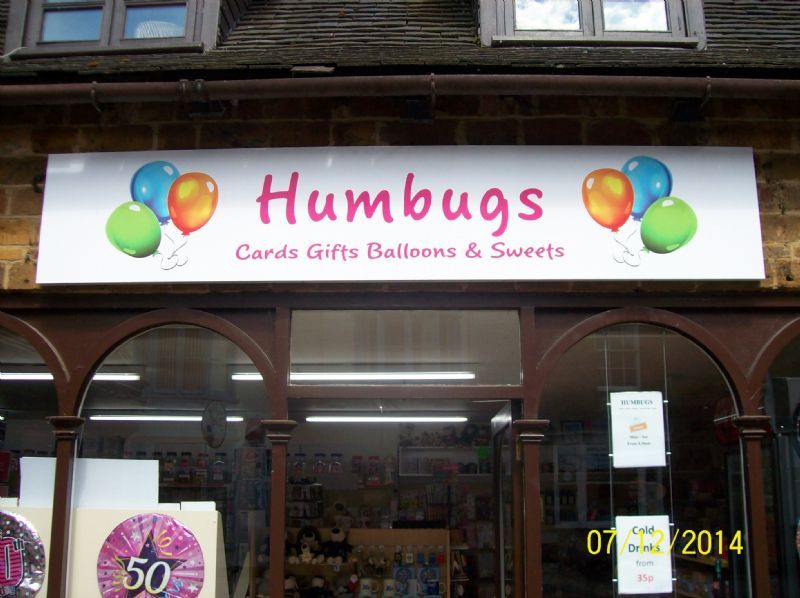 Humbugs
Cards Gifts Balloons & Sweets
HUMBUGS
Cold
Drinks
from
35p
50
07/12/2014